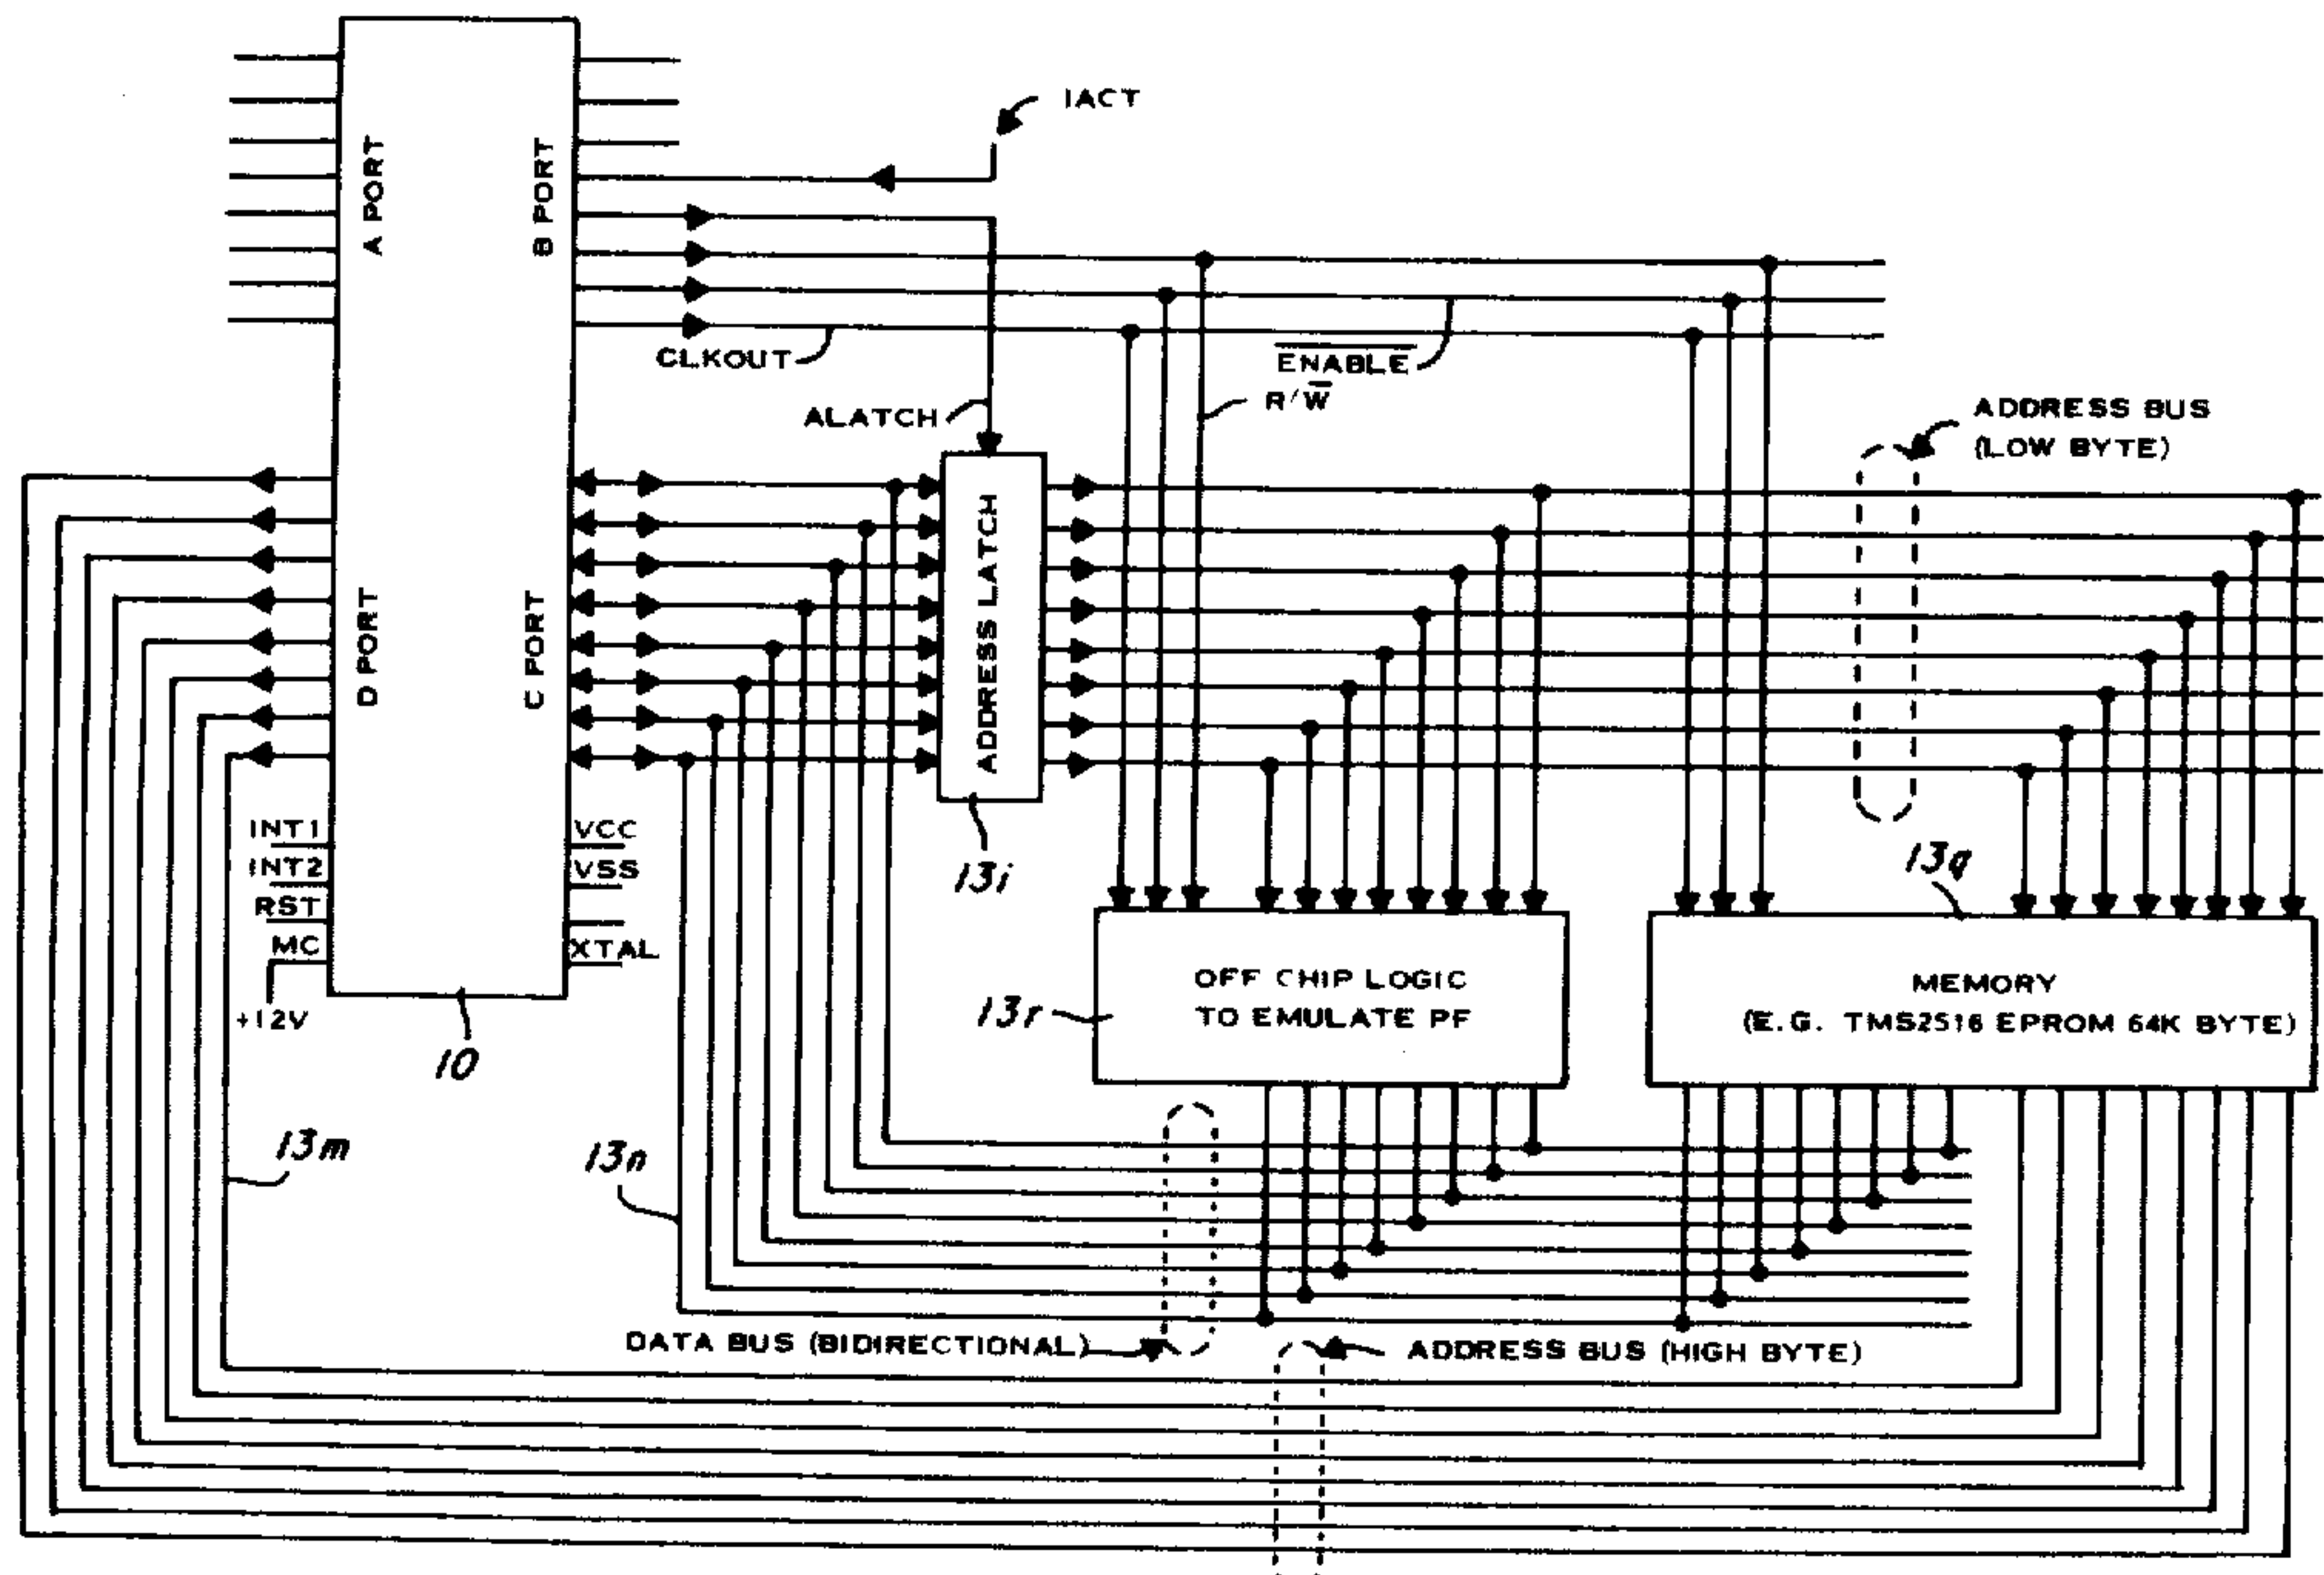 IACT
A PORT
B PORT
CLKOUT
ENABLE
R/W
ALATCH
ADDRESS BUS
(LOW BYTE)
ADDRESS LATCH
D PORT
C PORT
INT1
INT2
RST
MC
+12V
VCC
VSS
XTAL
10
13i
13q
OFF CHIP LOGIC
TO EMULATE PF
13r
MEMORY
(E.G. TMS2516 EPROM 64K BYTE)
13m
13n
DATA BUS (BIDIRECTIONAL)
ADDRESS BUS (HIGH BYTE)